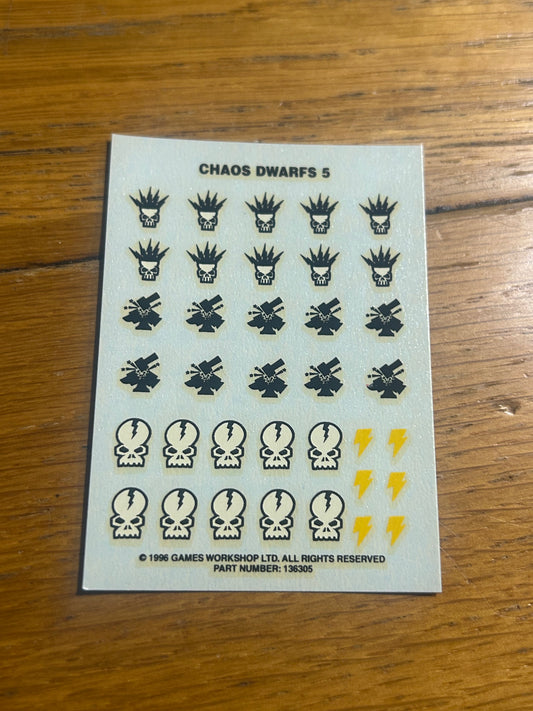 CHAOS DWARFS 5
© 1996 GAMES WORKSHOP LTD. ALL RIGHTS RESERVED
PART NUMBER: 136305